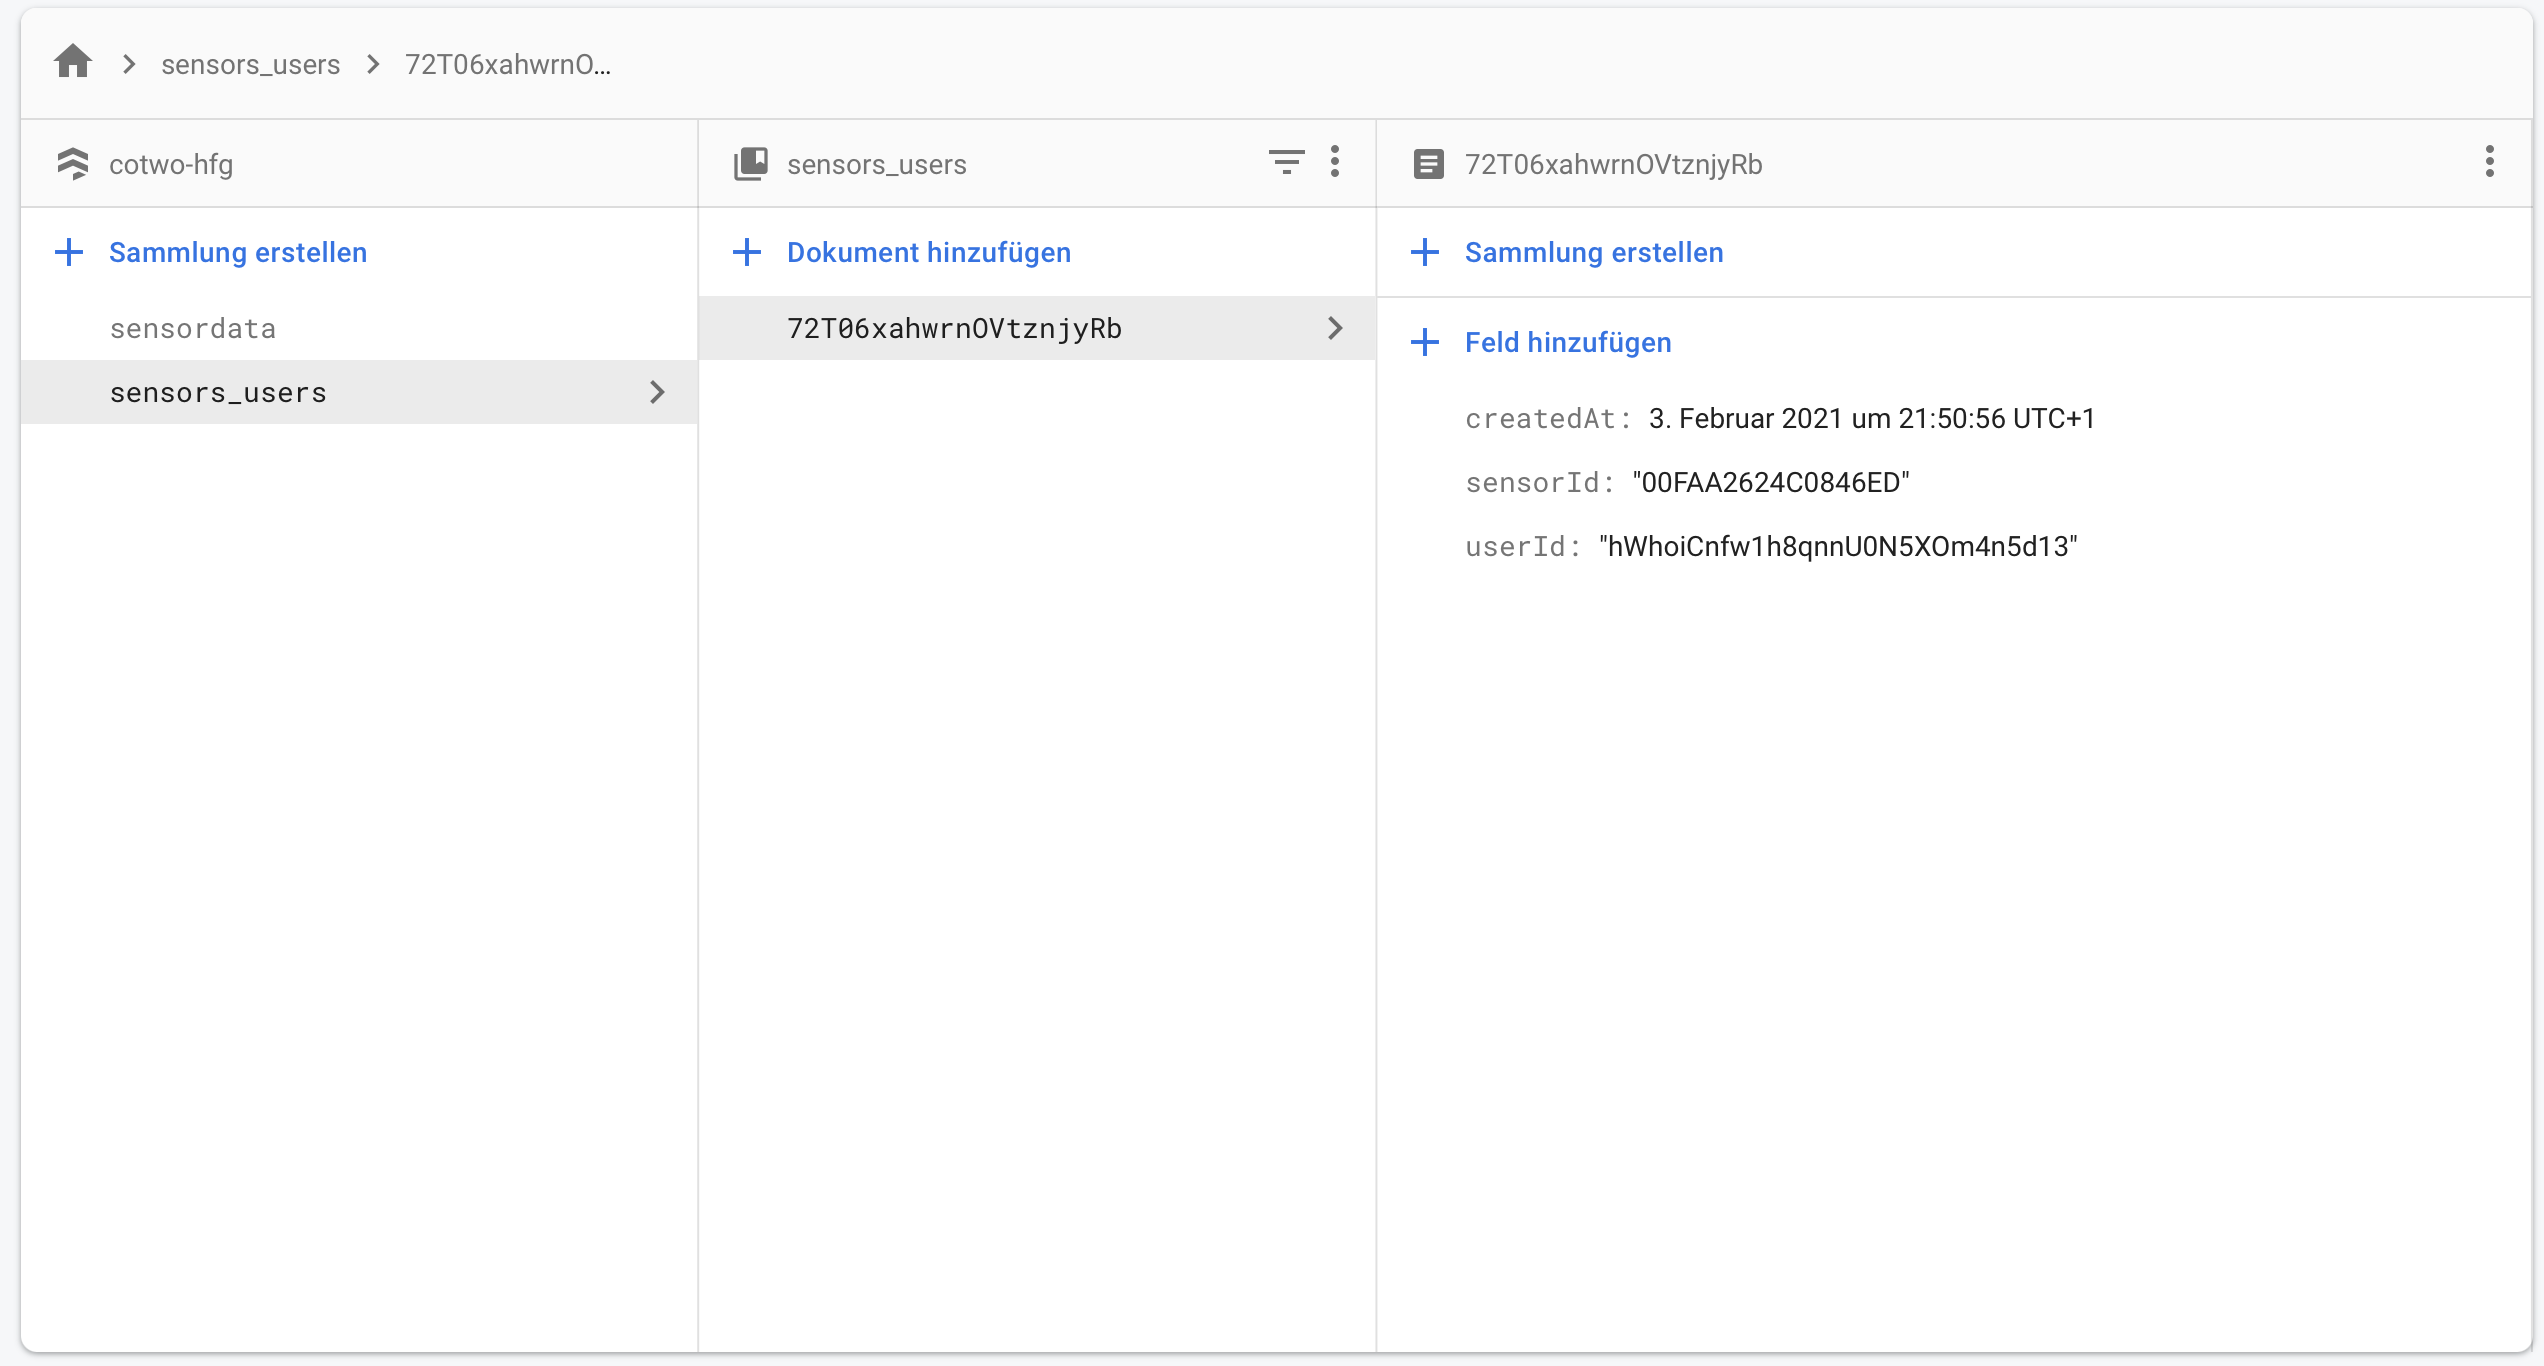 sensors_users
72T06xahwrnO...
cotwo-hfg
sensors_users
72T06xahwrnOVtznjyRb
Sammlung erstellen
Dokument hinzufügen
Sammlung erstellen
sensordata
sensors_users
72T06xahwrnOVtznjyRb
Feld hinzufügen
createdAt: 3. Februar 2021 um 21:50:56 UTC+1
sensorId: "00FAA2624C0846ED"
userId: "hWhoiCnfw1h8qnnU0N5XOm4n5d13"